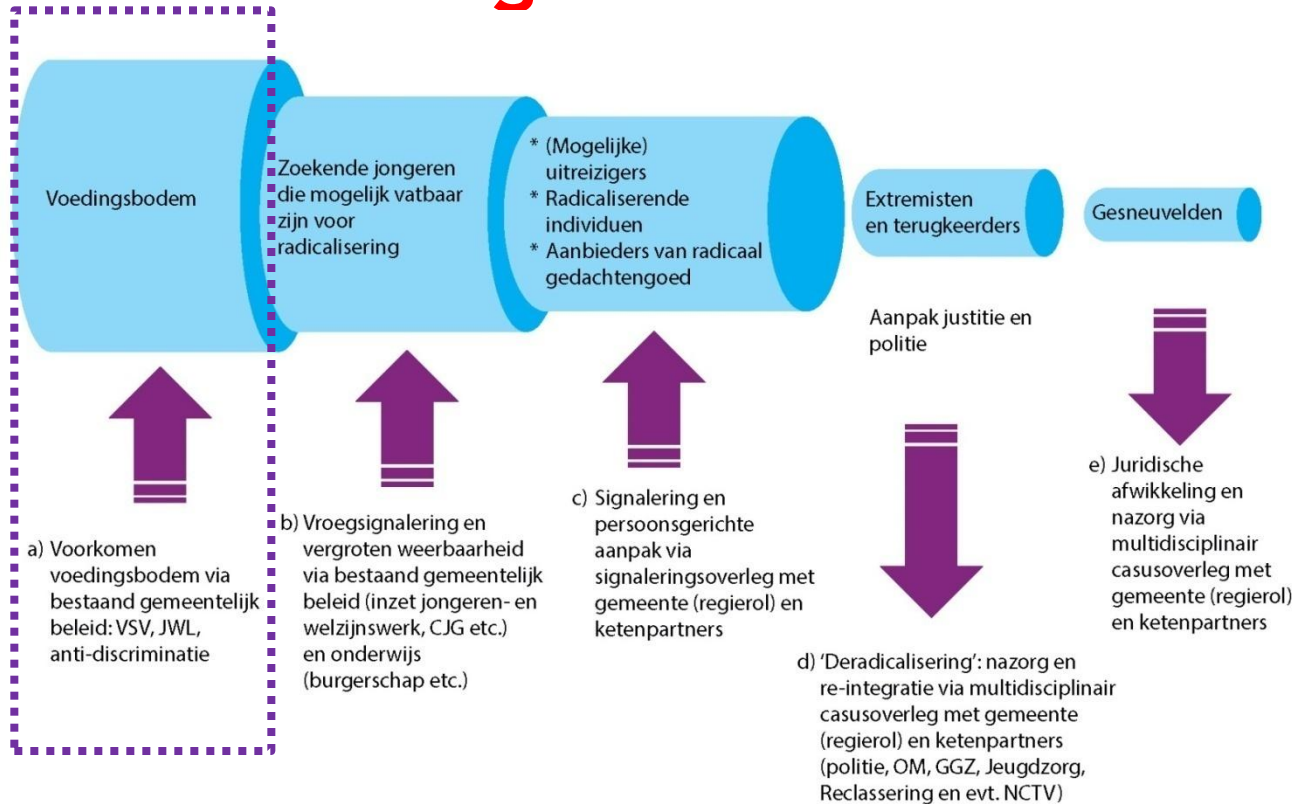 Voedingsbodem
Zoekende jongeren
die mogelijk vatbaar
zijn voor
radicalisering
* (Mogelijke)
uitreizigers
* Radicaliserende
individuen
* Aanbieders van radicaal
gedachtengoed
Extremisten
en terugkeerders
Gesneuvelden
Aanpak justitie en
politie
a) Voorkomen
voedingsbodem via
bestaand gemeentelijk
beleid: VSV, JWL,
anti-discriminatie
b) Vroegsignalering en
vergroten weerbaarheid
via bestaand gemeentelijk
beleid (inzet jongeren- en
welzijnswerk, CJG etc.)
en onderwijs
(burgerschap etc.)
c) Signalering en
persoonsgerichte
aanpak via
signaleringsoverleg met
gemeente (regierol) en
ketenpartners
d) ‘Deradicalisering’: nazorg en
re-integratie via multidisciplinair
casusoverleg met gemeente
(regierol) en ketenpartners
(politie, OM, GGZ, Jeugdzorg,
Reclassering en evt. NCTV)
e) Juridische
afwikkeling en
nazorg via
multidisciplinair
casusoverleg met
gemeente (regierol)
en ketenpartners